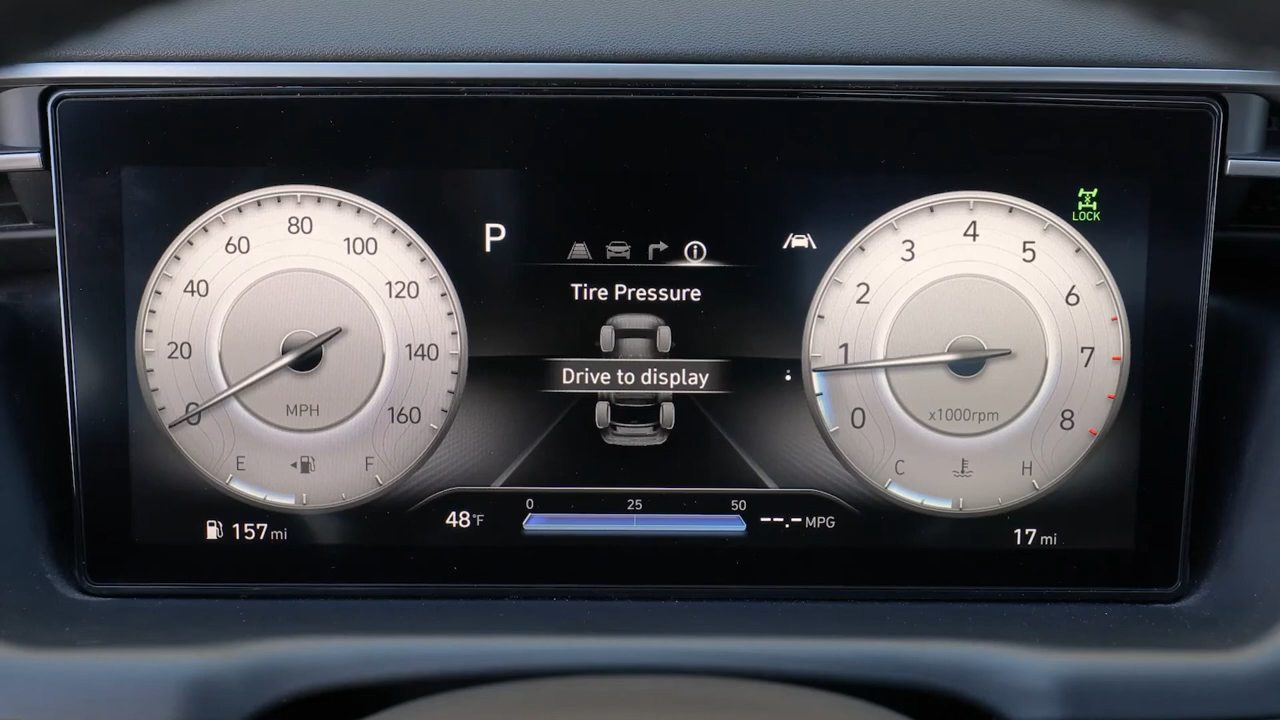 80
60
100
40
120
20
140
0
160
MPH
E
F
157 mi
P
i
Tire Pressure
Drive to display
0 25 50
48°F
--.- MPG
LOCK
4
3
5
2
6
1
7
0
8
x1000rpm
C
H
17 mi